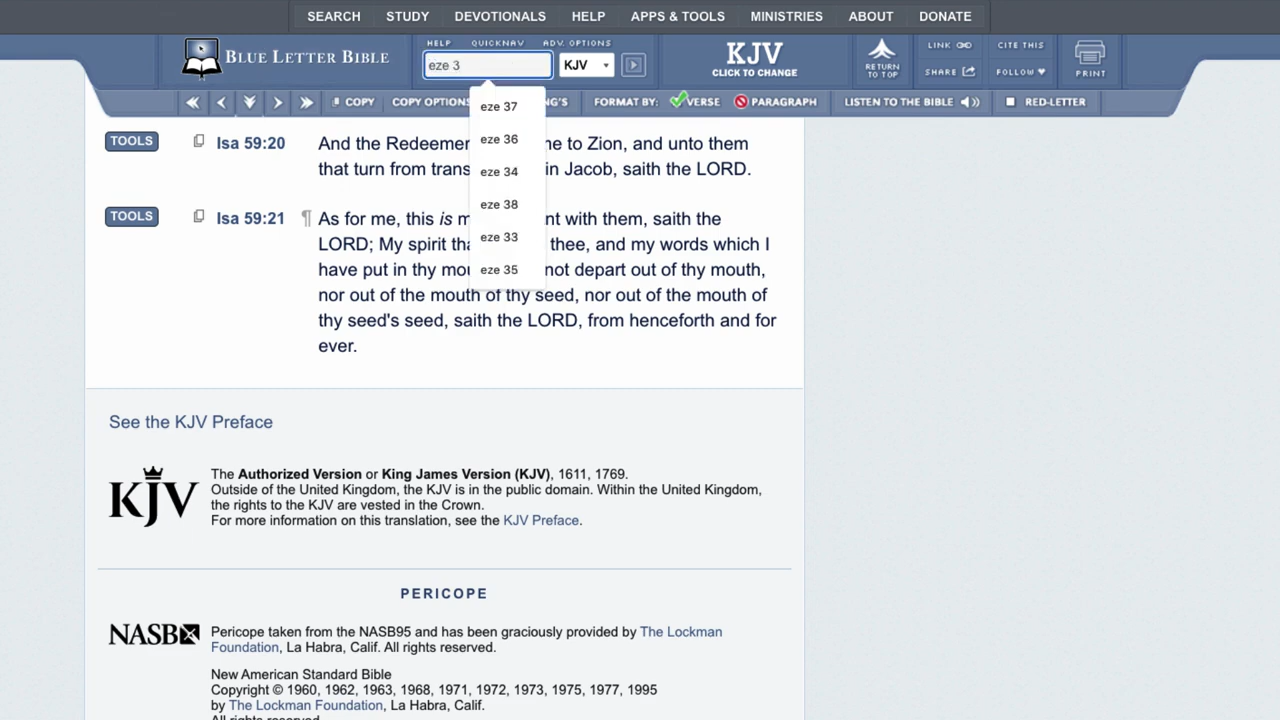 SEARCH STUDY DEVOTIONALS HELP APPS & TOOLS MINISTRIES ABOUT DONATE
BLUE LETTER BIBLE
HELP QUICKNAV ADV. OPTIONS
eze 3 KJV
KJV
CLICK TO CHANGE
RETURN
TO TOP
LINK CITE THIS
SHARE FOLLOW
PRINT
COPY COPY OPTIONS NG'S FORMAT BY: VERSE PARAGRAPH LISTEN TO THE BIBLE RED-LETTER
eze 37
eze 36
eze 34
eze 38
eze 33
eze 35
TOOLS Isa 59:20 And the Redeemer me to Zion, and unto them
that turn from trans in Jacob, saith the LORD.
TOOLS Isa 59:21 ¶ As for me, this is m nt with them, saith the
LORD; My spirit tha thee, and my words which I
have put in thy mou not depart out of thy mouth,
nor out of the mouth of thy seed, nor out of the mouth of
thy seed's seed, saith the LORD, from henceforth and for
ever.
See the KJV Preface
KJV
The Authorized Version or King James Version (KJV), 1611, 1769.
Outside of the United Kingdom, the KJV is in the public domain. Within the United Kingdom,
the rights to the KJV are vested in the Crown.
For more information on this translation, see the KJV Preface.
PERICOPE
NASB
Pericope taken from the NASB95 and has been graciously provided by The Lockman
Foundation, La Habra, Calif. All rights reserved.
New American Standard Bible
Copyright © 1960, 1962, 1963, 1968, 1971, 1972, 1973, 1975, 1977, 1995
by The Lockman Foundation, La Habra, Calif.
All rights reserved